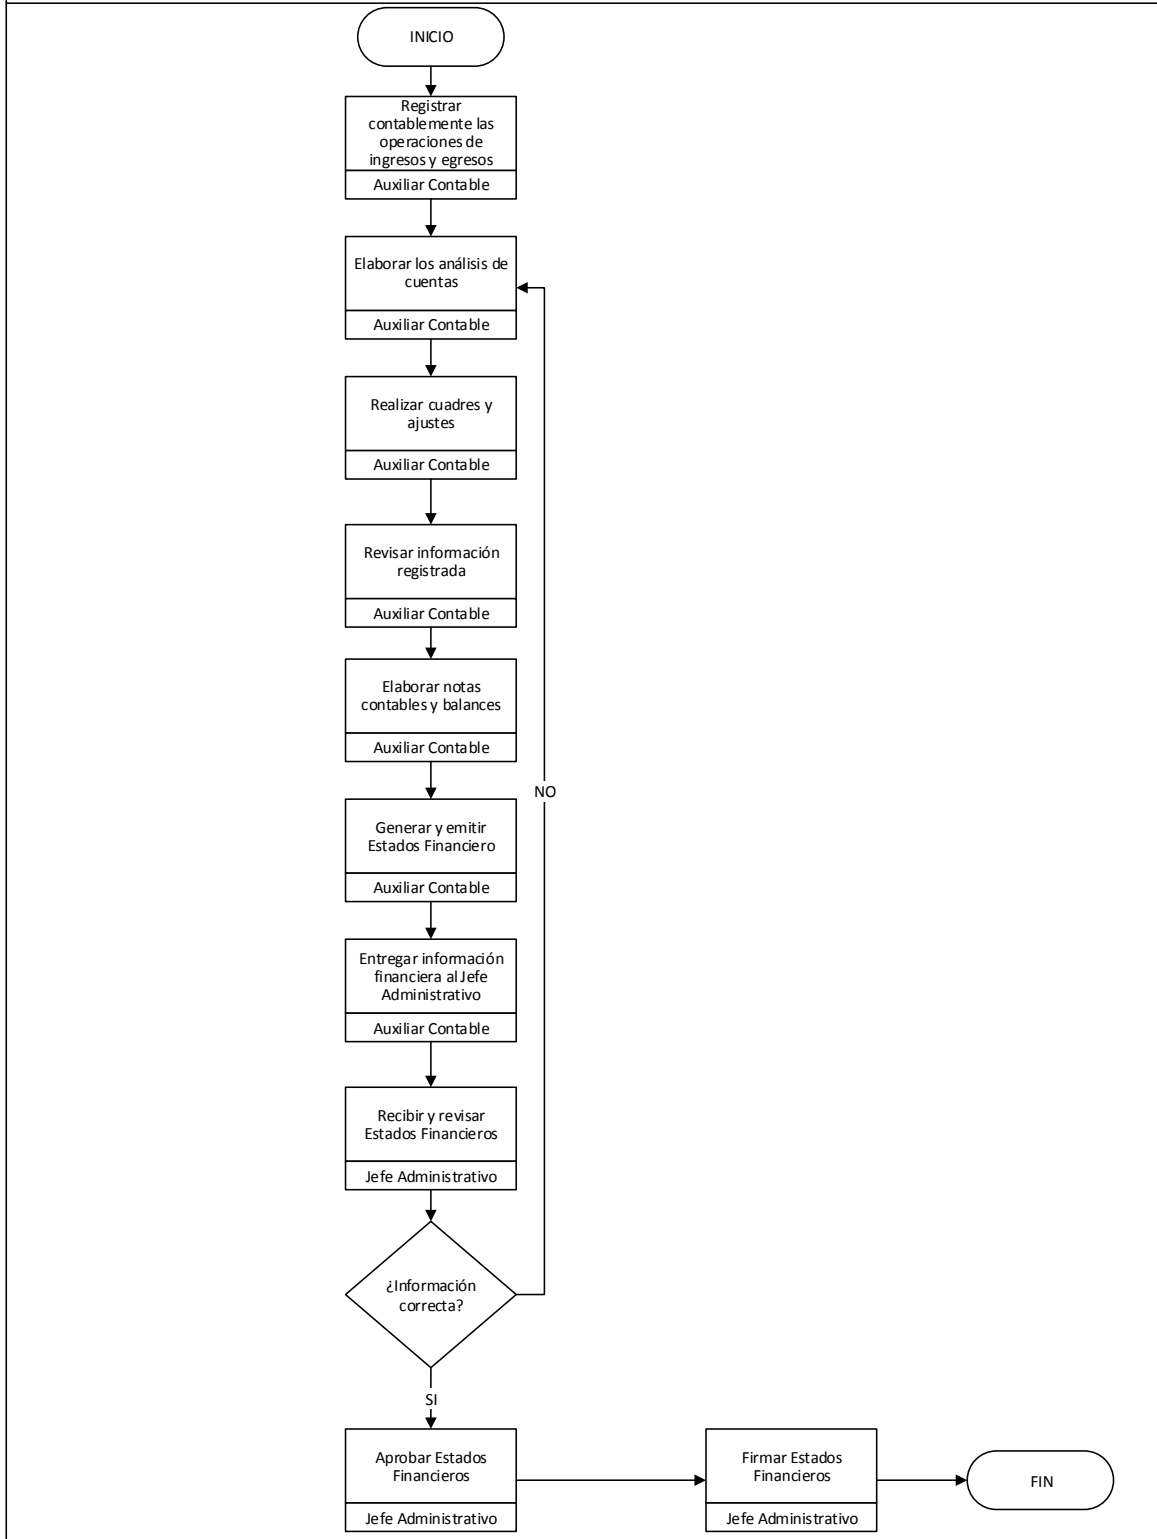 INICIO
Registrar
contablemente las
operaciones de
ingresos y egresos
Auxiliar Contable
Elaborar los análisis de
cuentas
Auxiliar Contable
Realizar cuadres y
ajustes
Auxiliar Contable
Revisar información
registrada
Auxiliar Contable
Elaborar notas
contables y balances
Auxiliar Contable
NO
Generar y emitir
Estados Financiero
Auxiliar Contable
Entregar información
financiera al Jefe
Administrativo
Auxiliar Contable
Recibir y revisar
Estados Financieros
Jefe Administrativo
¿Información
correcta?
SI
Aprobar Estados
Financieros
Jefe Administrativo
Firmar Estados
Financieros
Jefe Administrativo
FIN